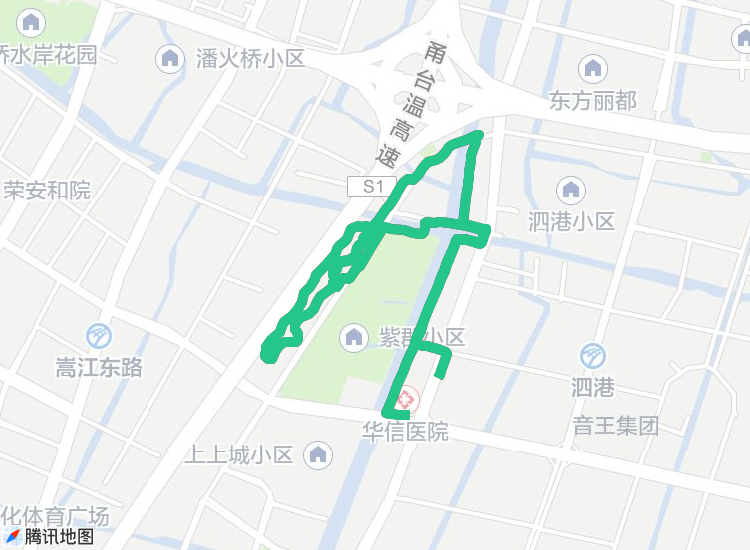 甬台温高速
桥水岸花园
潘火桥小区
东方丽都
S1
荣安和院
泗港小区
紫郡小区
嵩江东路
泗港
音王集团
华信医院
上上城小区
化体育广场
腾讯地图